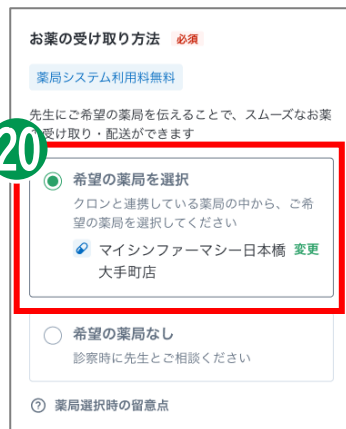 お薬の受け取り方法 必須
薬局システム利用料無料
先生にご希望の薬局を伝えることで、スムーズなお薬
受け取り・配送ができます
20
希望の薬局を選択
クロンと連携している薬局の中から、ご希
望の薬局を選択してください
マイシンファーマシー日本橋 変更
大手町店
希望の薬局なし
診察時に先生とご相談ください
薬局選択時の留意点